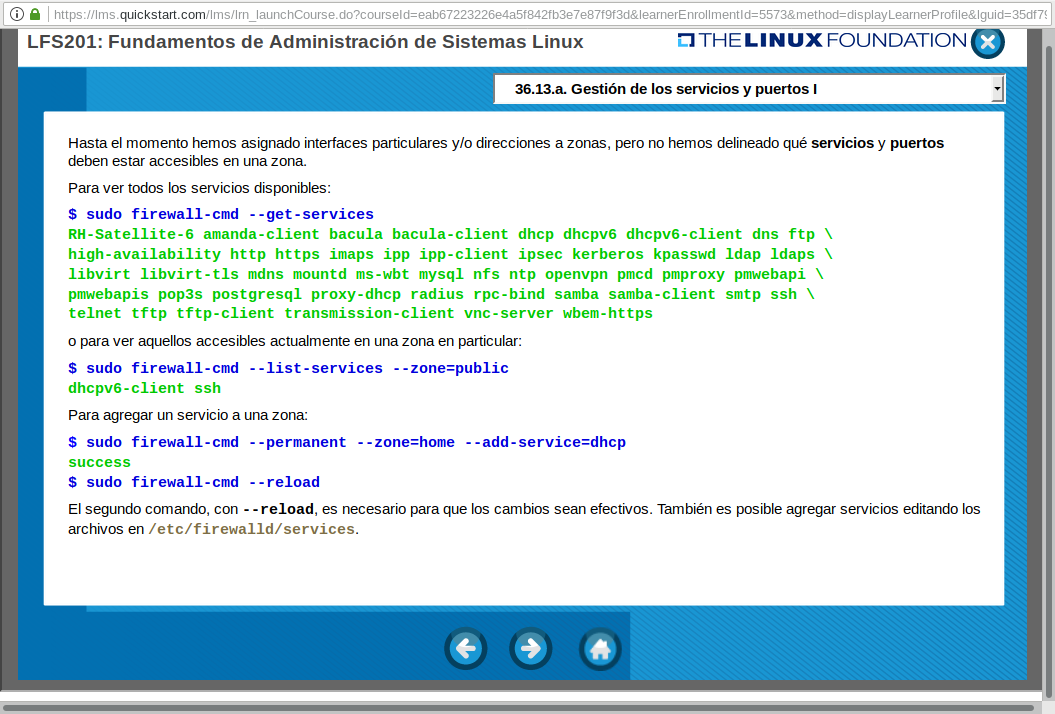 https://lms.quickstart.com/lms/lrn_launchCourse.do?courseId=eab67223226e4a5f842fb3e7e87f9f3d&learnerEnrollmentId=5573&method=displayLearnerProfile&lguid=35df79
LFS201: Fundamentos de Administración de Sistemas Linux
THE LINUX FOUNDATION
36.13.a. Gestión de los servicios y puertos I
Hasta el momento hemos asignado interfaces particulares y/o direcciones a zonas, pero no hemos delineado qué servicios y puertos
deben estar accesibles en una zona.
Para ver todos los servicios disponibles:
$ sudo firewall-cmd --get-services
RH-Satellite-6 amanda-client bacula bacula-client dhcp dhcpv6 dhcpv6-client dns ftp \
high-availability http https imaps ipp ipp-client ipsec kerberos kpasswd ldap ldaps \
libvirt libvirt-tls mdns mountd ms-wbt mysql nfs ntp openvpn pmcd pmproxy pmwebapi \
pmwebapis pop3s postgresql proxy-dhcp radius rpc-bind samba samba-client smtp ssh \
telnet tftp tftp-client transmission-client vnc-server wbem-https
o para ver aquellos accesibles actualmente en una zona en particular:
$ sudo firewall-cmd --list-services --zone=public
dhcpv6-client ssh
Para agregar un servicio a una zona:
$ sudo firewall-cmd --permanent --zone=home --add-service=dhcp
success
$ sudo firewall-cmd --reload
El segundo comando, con --reload, es necesario para que los cambios sean efectivos. También es posible agregar servicios editando los
archivos en /etc/firewalld/services.